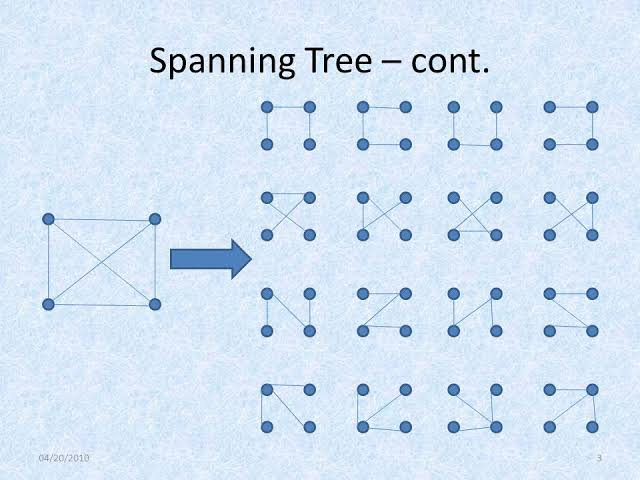 Spanning Tree – cont.
04/20/2010
3